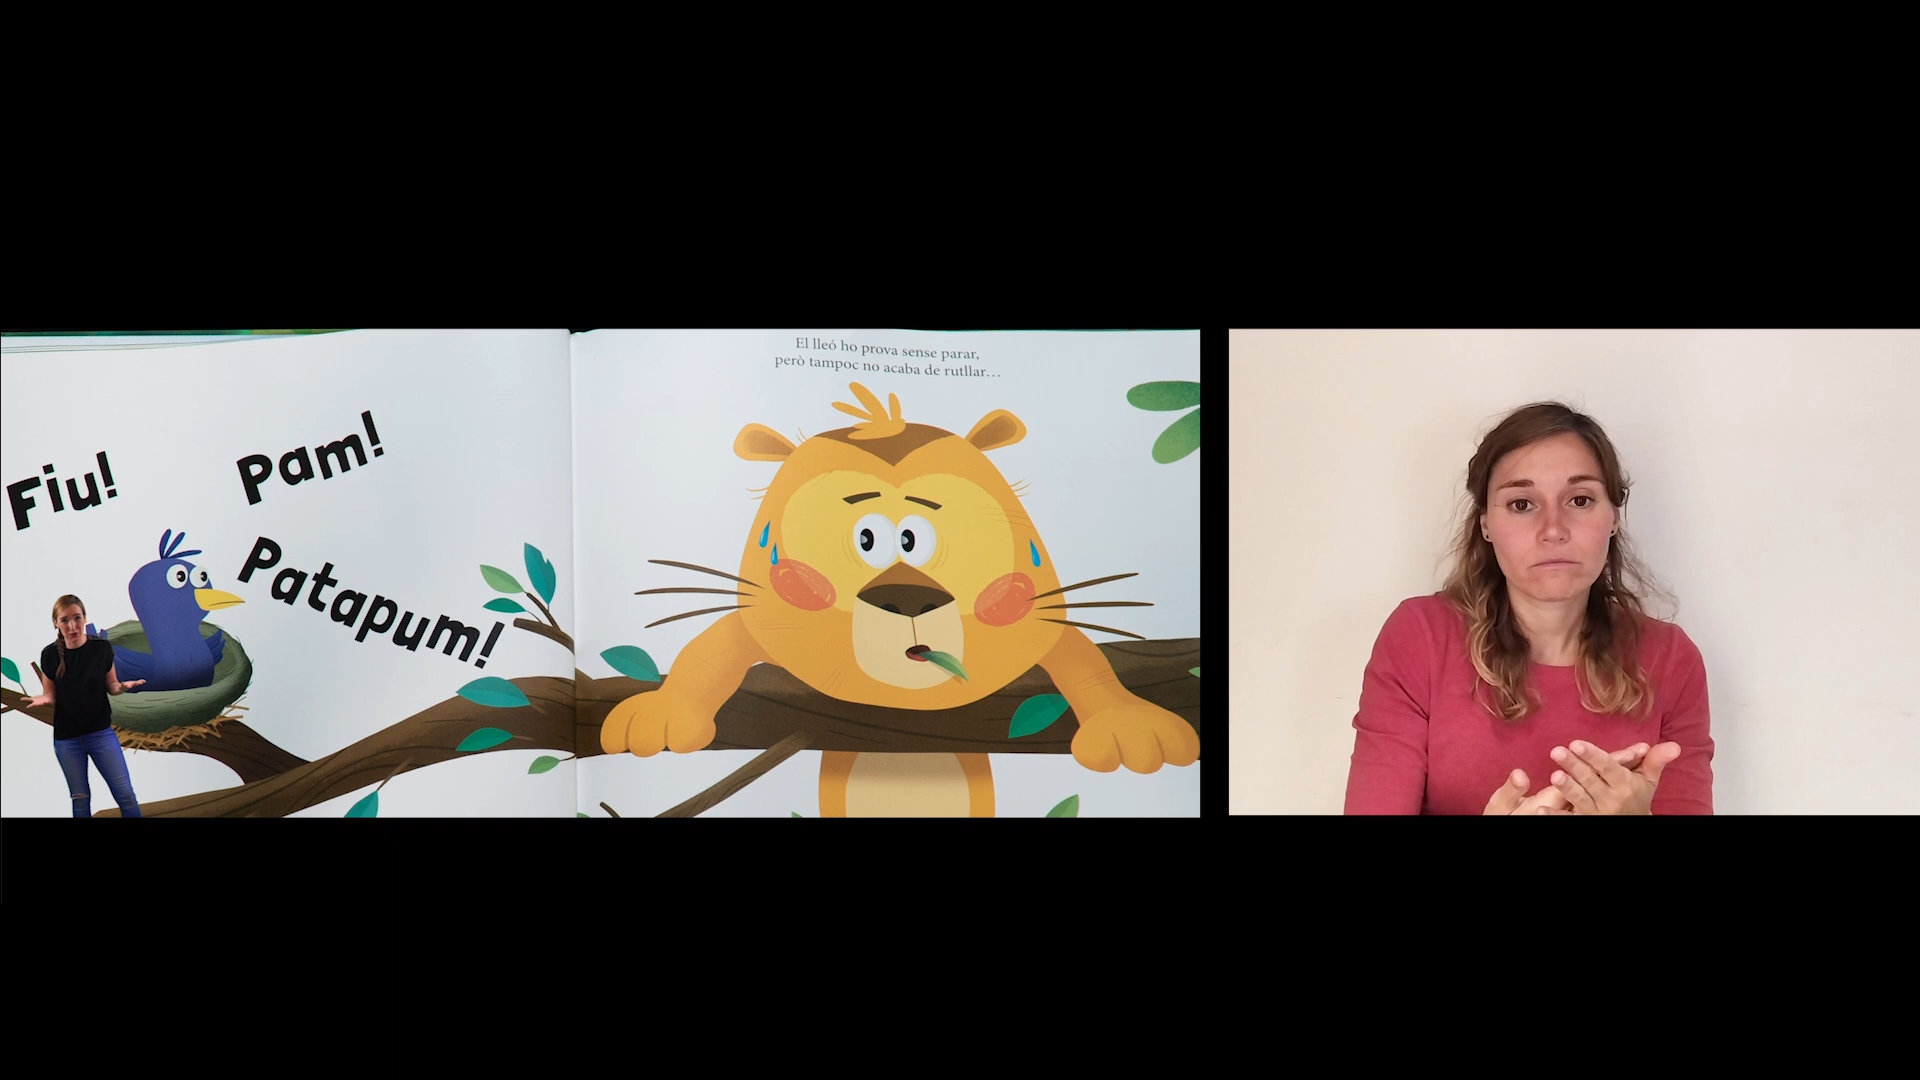 Fiu!
Pam!
Patapum!
El lleó ho prova sense parar,
però tampoc no acaba de rutllar...